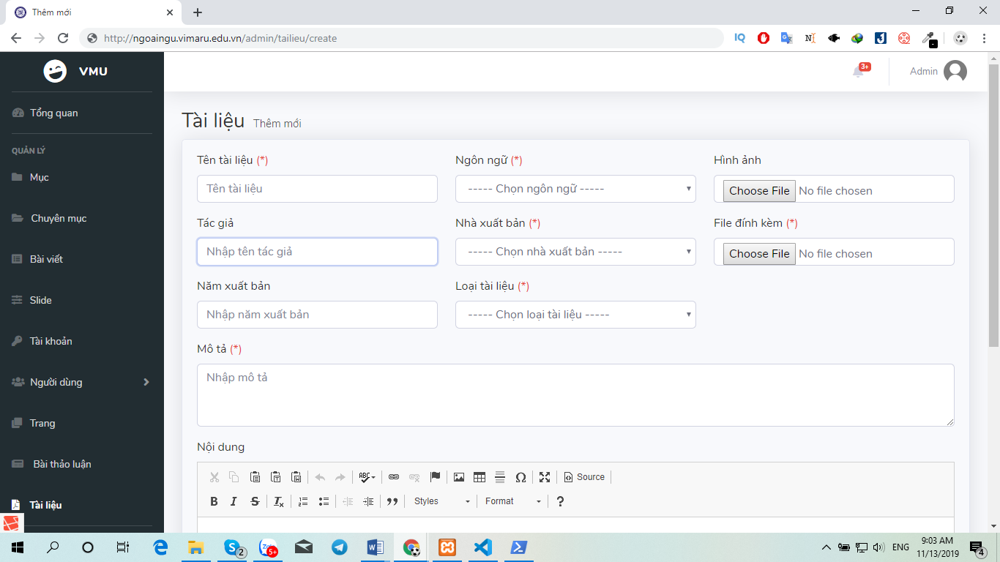 Thêm mới
http://ngoaingu.vimaru.edu.vn/admin/tailieu/create
VMU
3+
Admin
Tổng quan
QUẢN LÝ
Mục
Chuyên mục
Bài viết
Slide
Tài khoản
Người dùng
Trang
Bài thảo luận
Tài liệu
Tài liệu Thêm mới
Tên tài liệu (*) Ngôn ngữ (*) Hình ảnh
Tên tài liệu ----- Chọn ngôn ngữ ----- Choose File No file chosen
Tác giả Nhà xuất bản (*) File đính kèm (*)
Nhập tên tác giả ----- Chọn nhà xuất bản ----- Choose File No file chosen
Năm xuất bản Loại tài liệu (*)
Nhập năm xuất bản ----- Chọn loại tài liệu -----
Mô tả (*)
Nhập mô tả
Nội dung
ABC Source
B I S Styles Format ?
2 5+ ENG 9:03 AM
11/13/2019 4